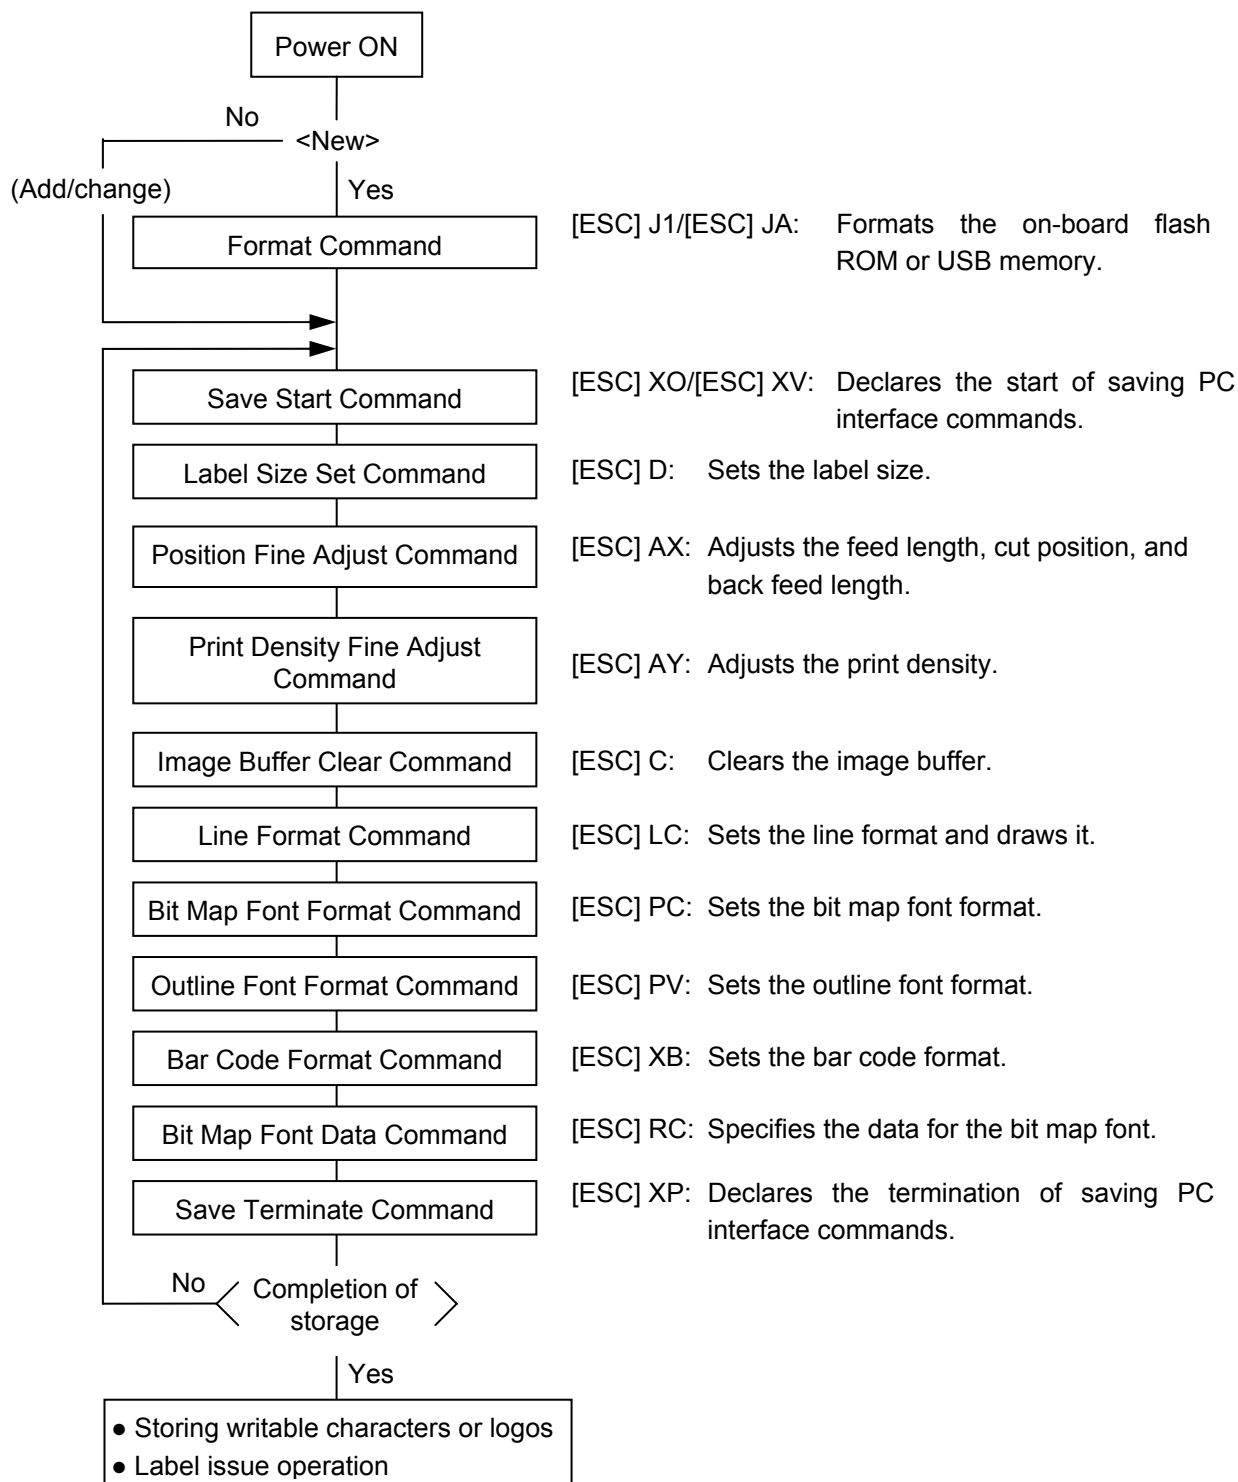 Power ON
No
<New>
(Add/change)
Yes
Format Command
[ESC] J1/[ESC] JA: Formats the on-board flash
ROM or USB memory.
Save Start Command
[ESC] XO/[ESC] XV: Declares the start of saving PC
interface commands.
Label Size Set Command
[ESC] D: Sets the label size.
Position Fine Adjust Command
[ESC] AX: Adjusts the feed length, cut position, and
back feed length.
Print Density Fine Adjust
Command
[ESC] AY: Adjusts the print density.
Image Buffer Clear Command
[ESC] C: Clears the image buffer.
Line Format Command
[ESC] LC: Sets the line format and draws it.
Bit Map Font Format Command
[ESC] PC: Sets the bit map font format.
Outline Font Format Command
[ESC] PV: Sets the outline font format.
Bar Code Format Command
[ESC] XB: Sets the bar code format.
Bit Map Font Data Command
[ESC] RC: Specifies the data for the bit map font.
Save Terminate Command
[ESC] XP: Declares the termination of saving PC
interface commands.
No
Completion of
storage
Yes
● Storing writable characters or logos
● Label issue operation